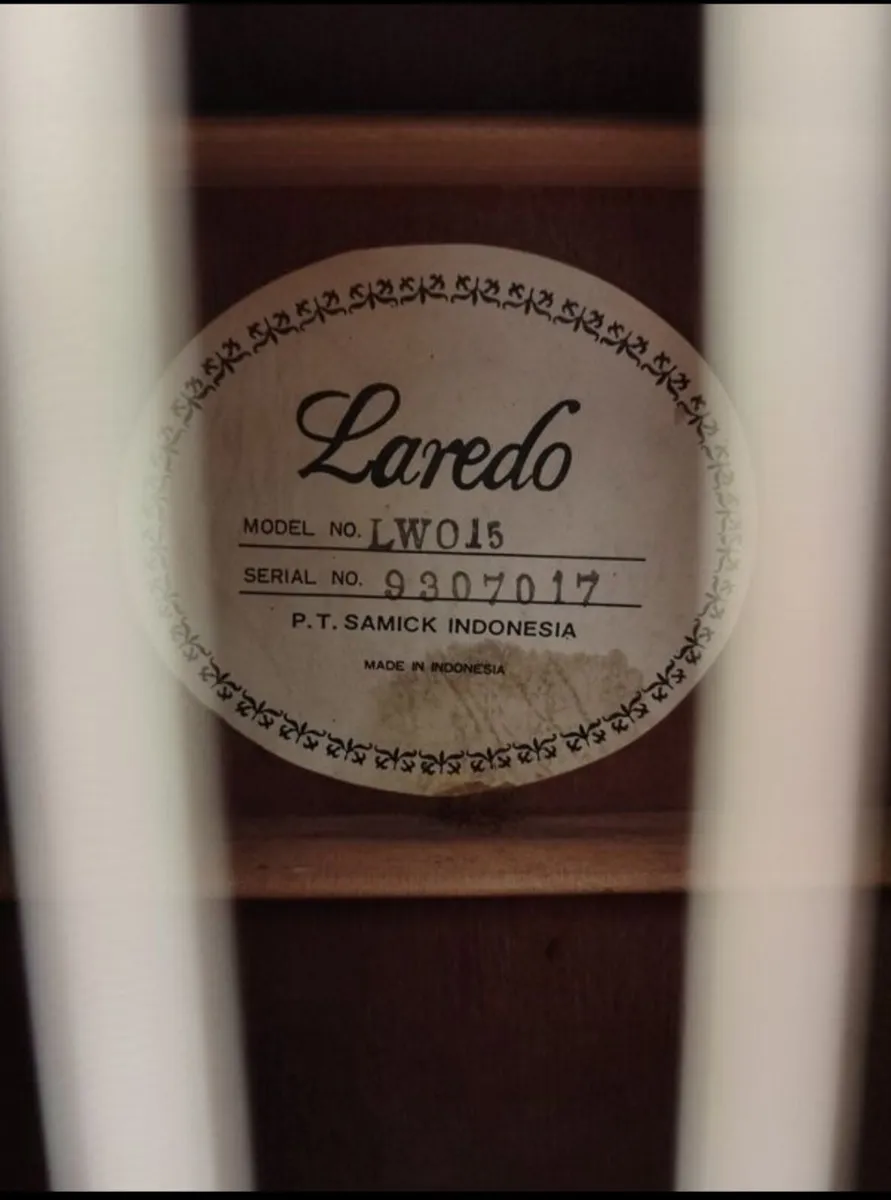 Laredo
MODEL NO. LW015
SERIAL NO. 9307017
P.T. SAMICK INDONESIA
MADE IN INDONESIA